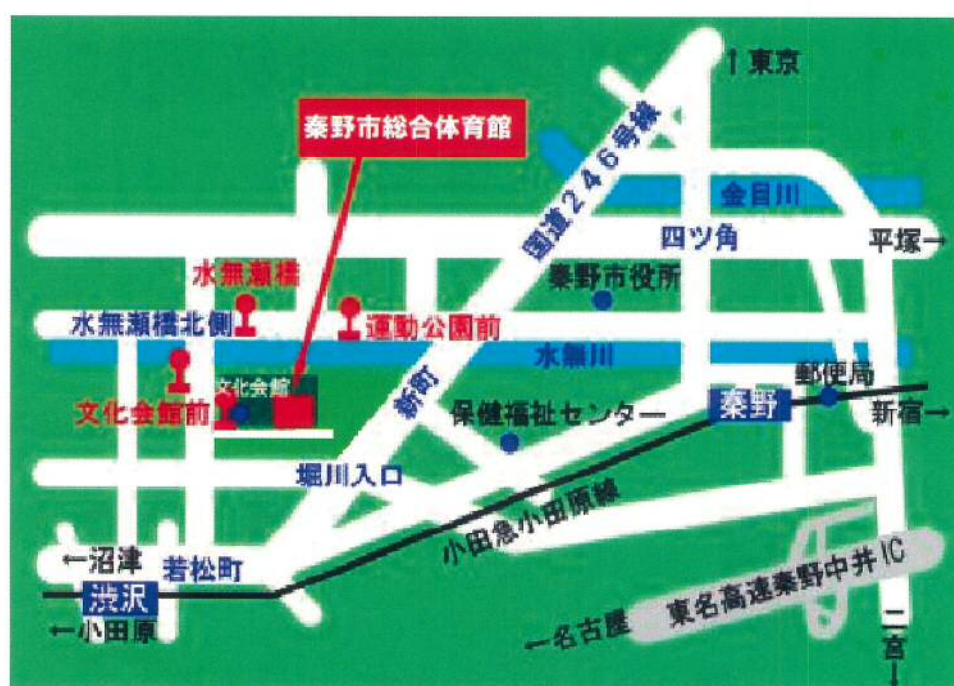 ↑東京
秦野市総合体育館
国道246号線
金目川
四ツ角
平塚→
水無瀬橋
秦野市役所
水無瀬橋北側
運動公園前
水無川
文化会館
郵便局
文化会館前
新町
保健福祉センター
秦野
新宿→
堀川入口
小田急小田原線
←沼津
若松町
渋沢
←小田原
東名高速秦野中井IC
←名古屋
二宮
↓